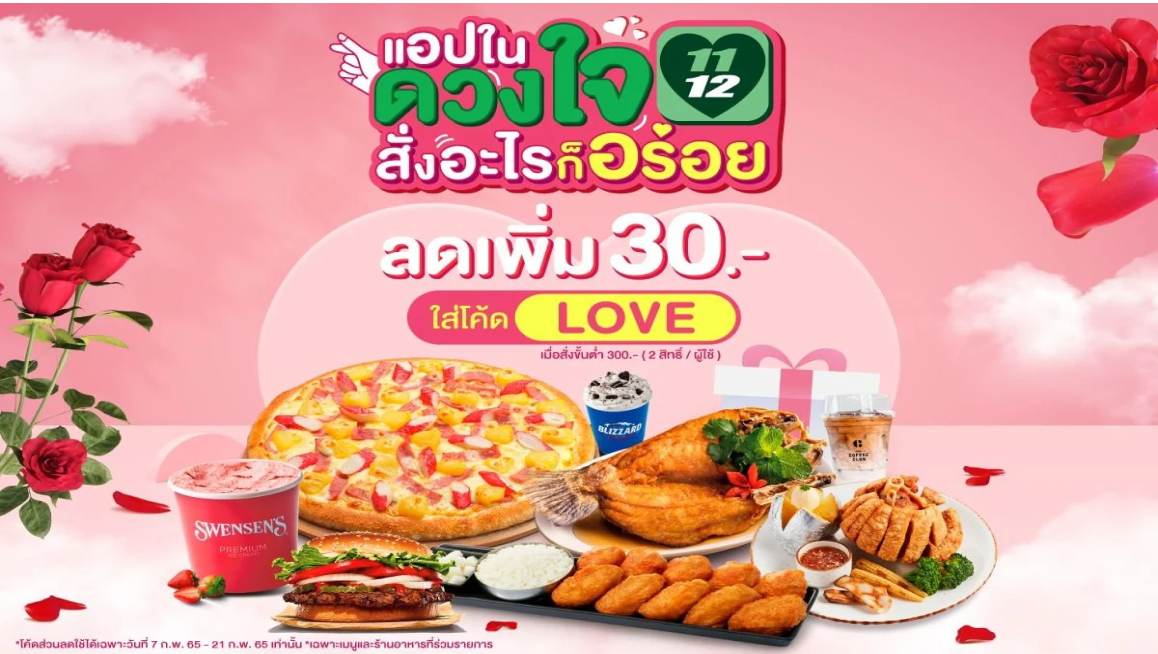 แอปใน
ดวงใจ
11
12
สั่งอะไรก็อร่อย
ลดเพิ่ม 30.-
ใส่โค้ด LOVE
เมื่อสั่งขั้นต่ำ 300.- ( 2 สิทธิ์ / ผู้ใช้ )
BLIZZARD
THE
COFFEE
CLUB
SWENSEN'S
PREMIUM
ICE CREAM
*โค้ดส่วนลดใช้ได้เฉพาะวันที่ 7 ก.พ. 65 - 21 ก.พ. 65 เท่านั้น *เฉพาะเมนูและร้านอาหารที่ร่วมรายการ